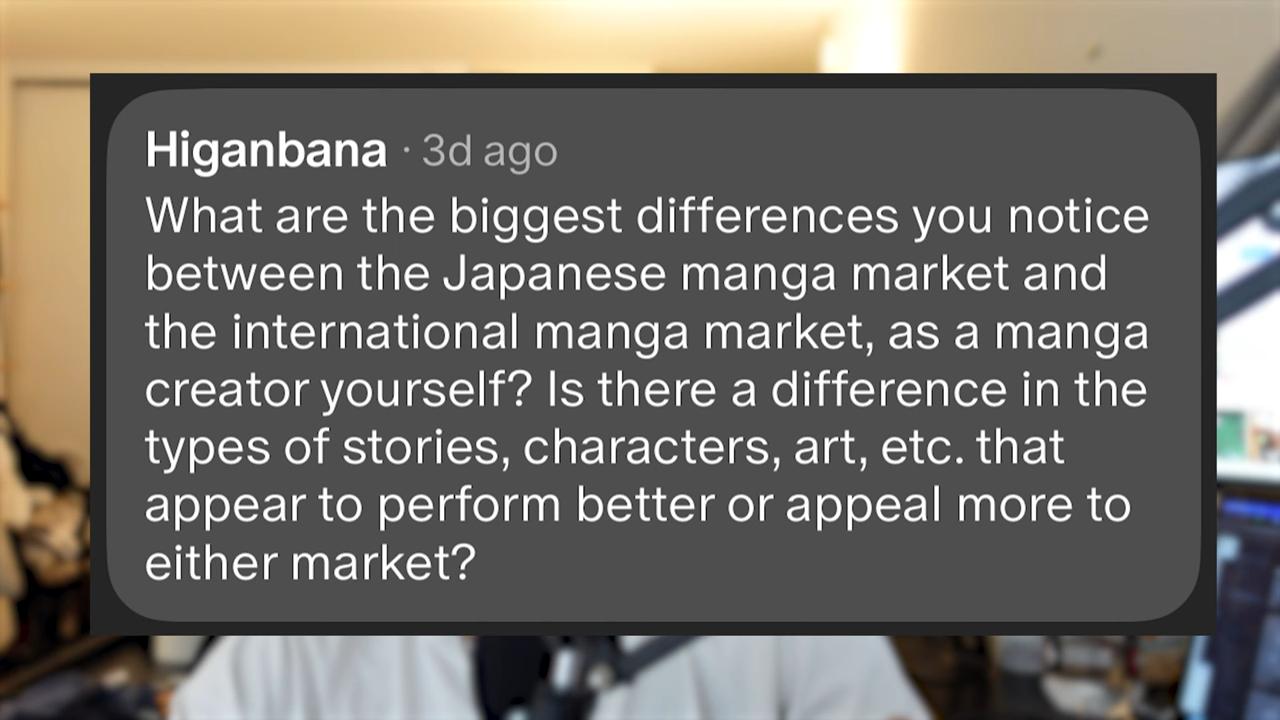 Higanbana · 3d ago
What are the biggest differences you notice
between the Japanese manga market and
the international manga market, as a manga
creator yourself? Is there a difference in the
types of stories, characters, art, etc. that
appear to perform better or appeal more to
either market?